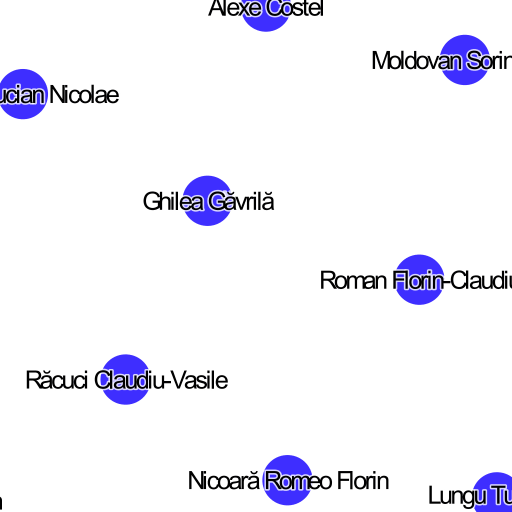 Alexe Costel
Moldovan Sorin
Nicolae
Ghilea Găvrilă
Roman Florin-Claudiu
Răcuci Claudiu-Vasile
Nicoară Romeo Florin
Lungu